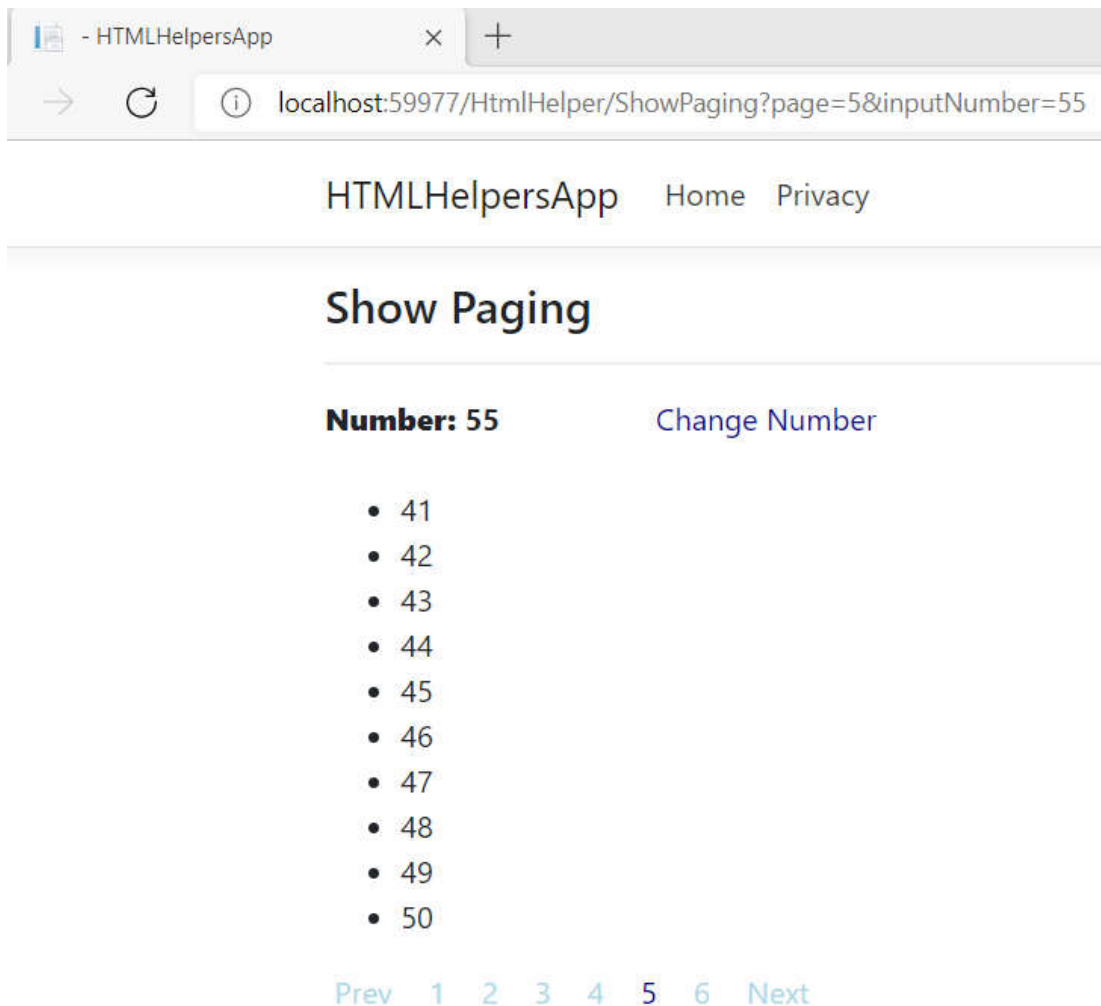 - HTMLHelpersApp
localhost:59977/HtmlHelper/ShowPaging?page=5&inputNumber=55
HTMLHelpersApp Home Privacy
Show Paging
Number: 55 Change Number
• 41
• 42
• 43
• 44
• 45
• 46
• 47
• 48
• 49
• 50
Prev 1 2 3 4 5 6 Next